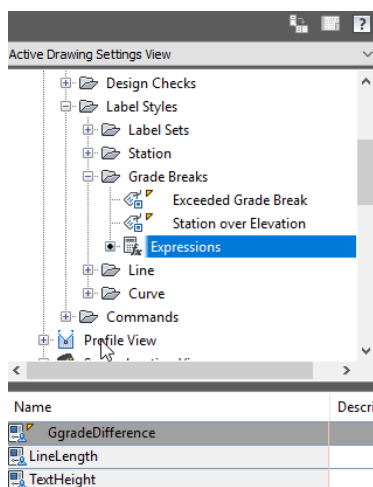 ?
Active Drawing Settings View
Design Checks
Label Styles
Label Sets
Station
Grade Breaks
Exceeded Grade Break
Station over Elevation
Expressions
Line
Curve
Commands
Profile View
Name Descri
GgradeDifference
LineLength
TextHeight